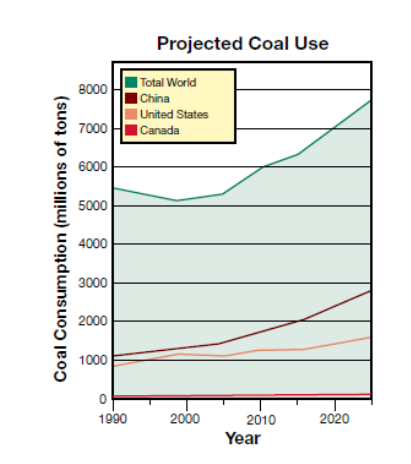 Projected Coal Use
Total World
China
United States
Canada
Coal Consumption (millions of tons)
8000
7000
6000
5000
4000
3000
2000
1000
0
1990 2000 2010 2020
Year